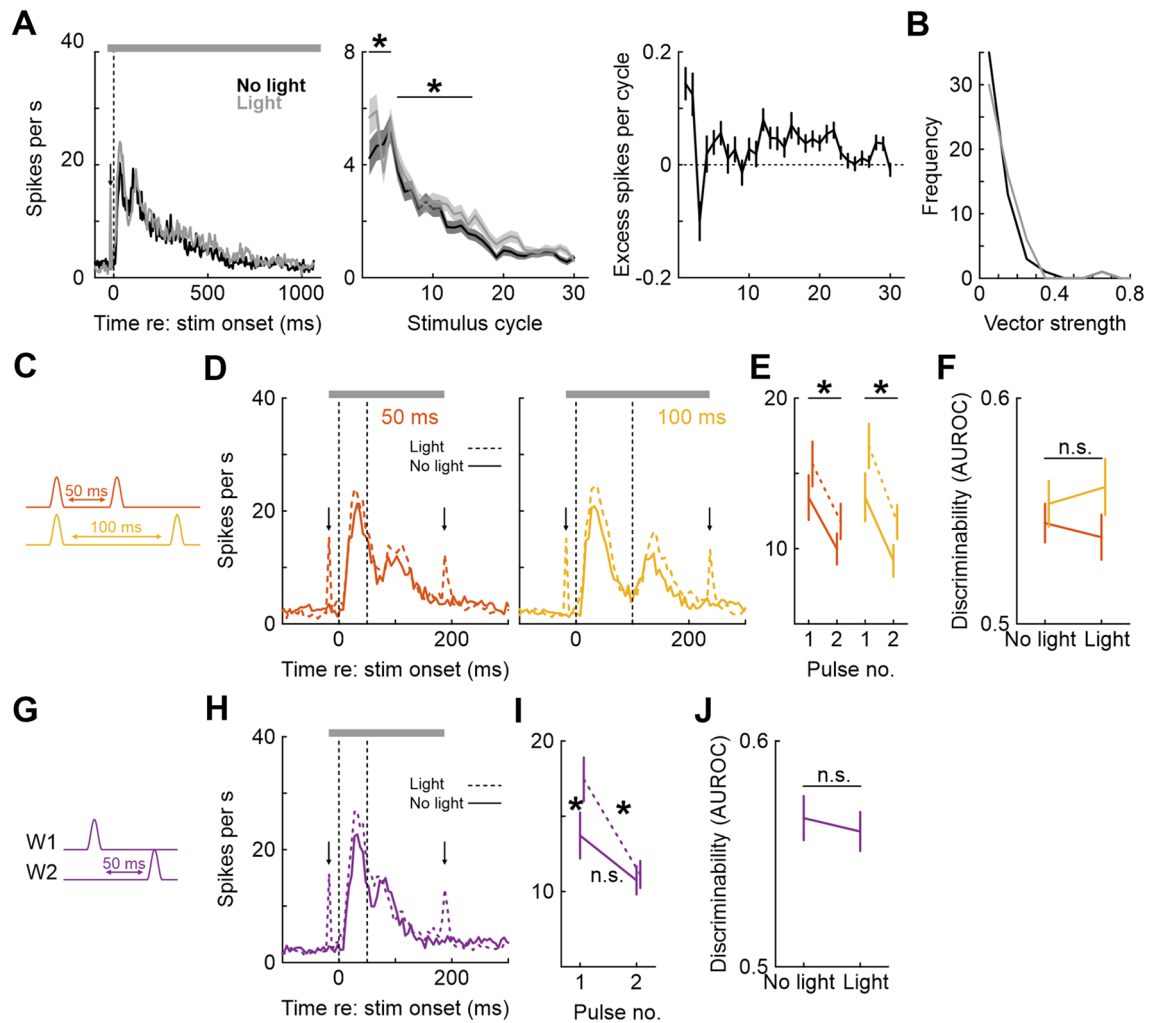 A
B
40
20
0
Spikes per s
No light
Light
0
500
1000
Time re: stim onset (ms)
8
4
0
*
*
10
20
30
Stimulus cycle
0.2
0
-0.2
Excess spikes per cycle
10
20
30
30
20
10
0
Frequency
0
0.4
0.8
Vector strength
C
D
E
F
50 ms
100 ms
40
20
0
Spikes per s
50 ms
Light
No light
0
200
Time re: stim onset (ms)
100 ms
0
200
20
10
*
*
1
2
1
2
Pulse no.
0.6
0.5
Discriminability (AUROC)
n.s.
No light
Light
G
H
I
J
W1
W2
50 ms
40
20
0
Spikes per s
Light
No light
0
200
Time re: stim onset (ms)
20
10
*
*
n.s.
1
2
Pulse no.
0.6
0.5
Discriminability (AUROC)
n.s.
No light
Light